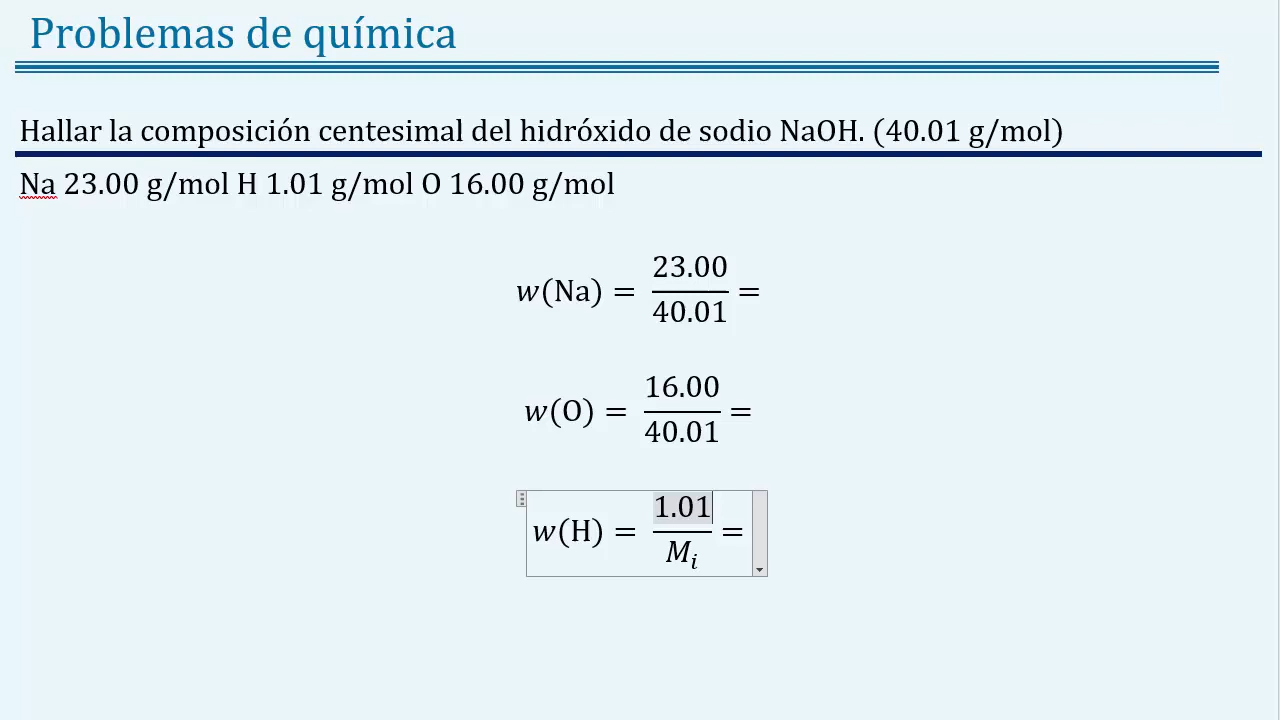 Problemas de química
Hallar la composición centesimal del hidróxido de sodio NaOH. (40.01 g/mol)
Na 23.00 g/mol H 1.01 g/mol O 16.00 g/mol
w(Na) = 23.00/40.01 =
w(O) = 16.00/40.01 =
w(H) = 1.01/Mᵢ =